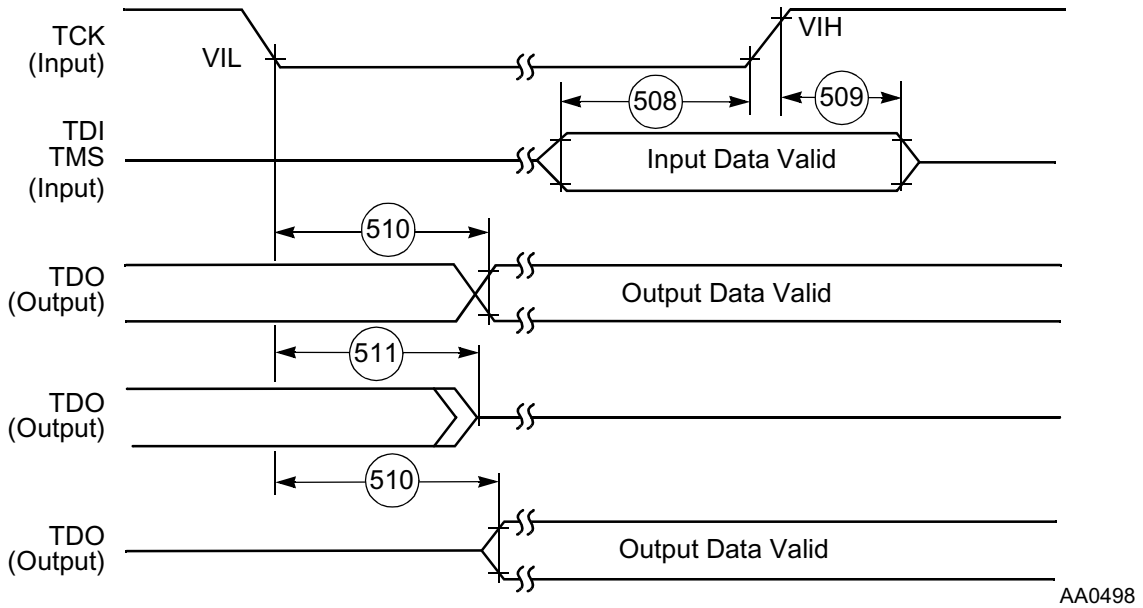 TCK
(Input)
VIL
VIH
508
509
TDI
TMS
(Input)
Input Data Valid
510
TDO
(Output)
Output Data Valid
511
TDO
(Output)
510
TDO
(Output)
Output Data Valid
AA0498